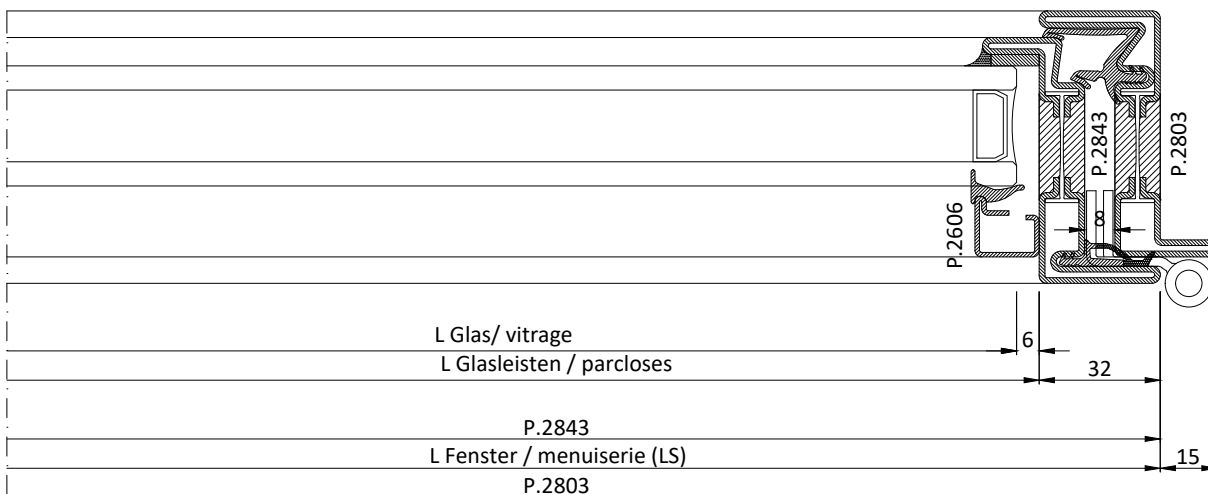 P.2843
P.2803
P.2606
8
L Glas/ vitrage
6
L Glasleisten / parcloses
32
P.2843
L Fenster / menuiserie (LS)
15
P.2803